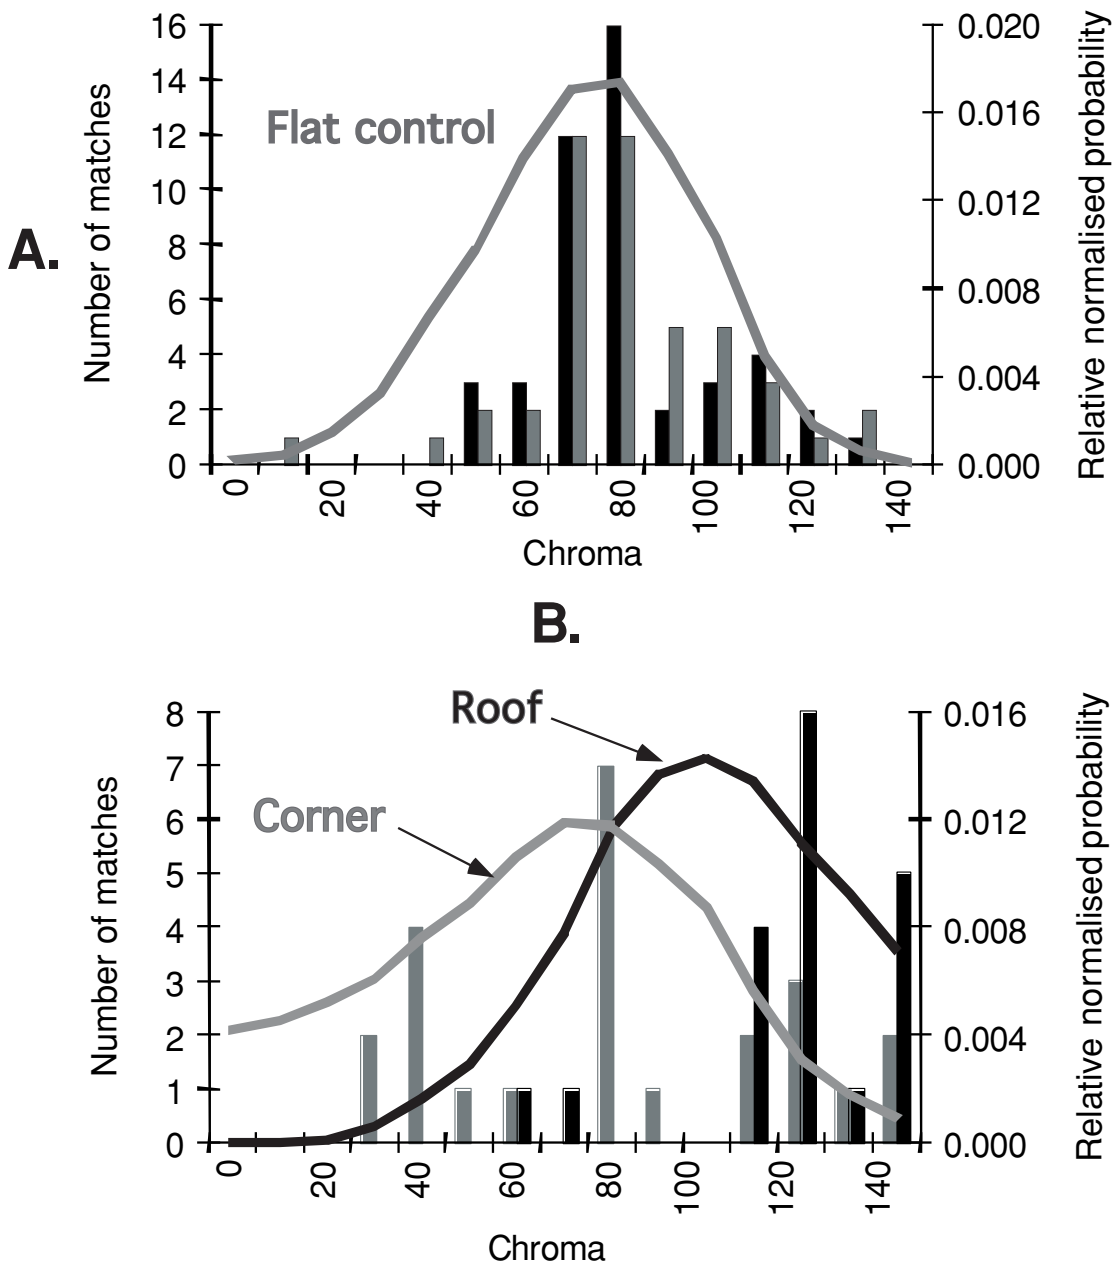 A.
Number of matches
16
14
12
10
8
6
4
2
0
Flat control
0.020
0.016
0.012
0.008
0.004
0.000
Relative normalised probability
0 20 40 60 80 100 120 140
Chroma
B.
Number of matches
8
7
6
5
4
3
2
1
0
Roof
Corner
0.016
0.012
0.008
0.004
0.000
Relative normalised probability
0 20 40 60 80 100 120 140
Chroma